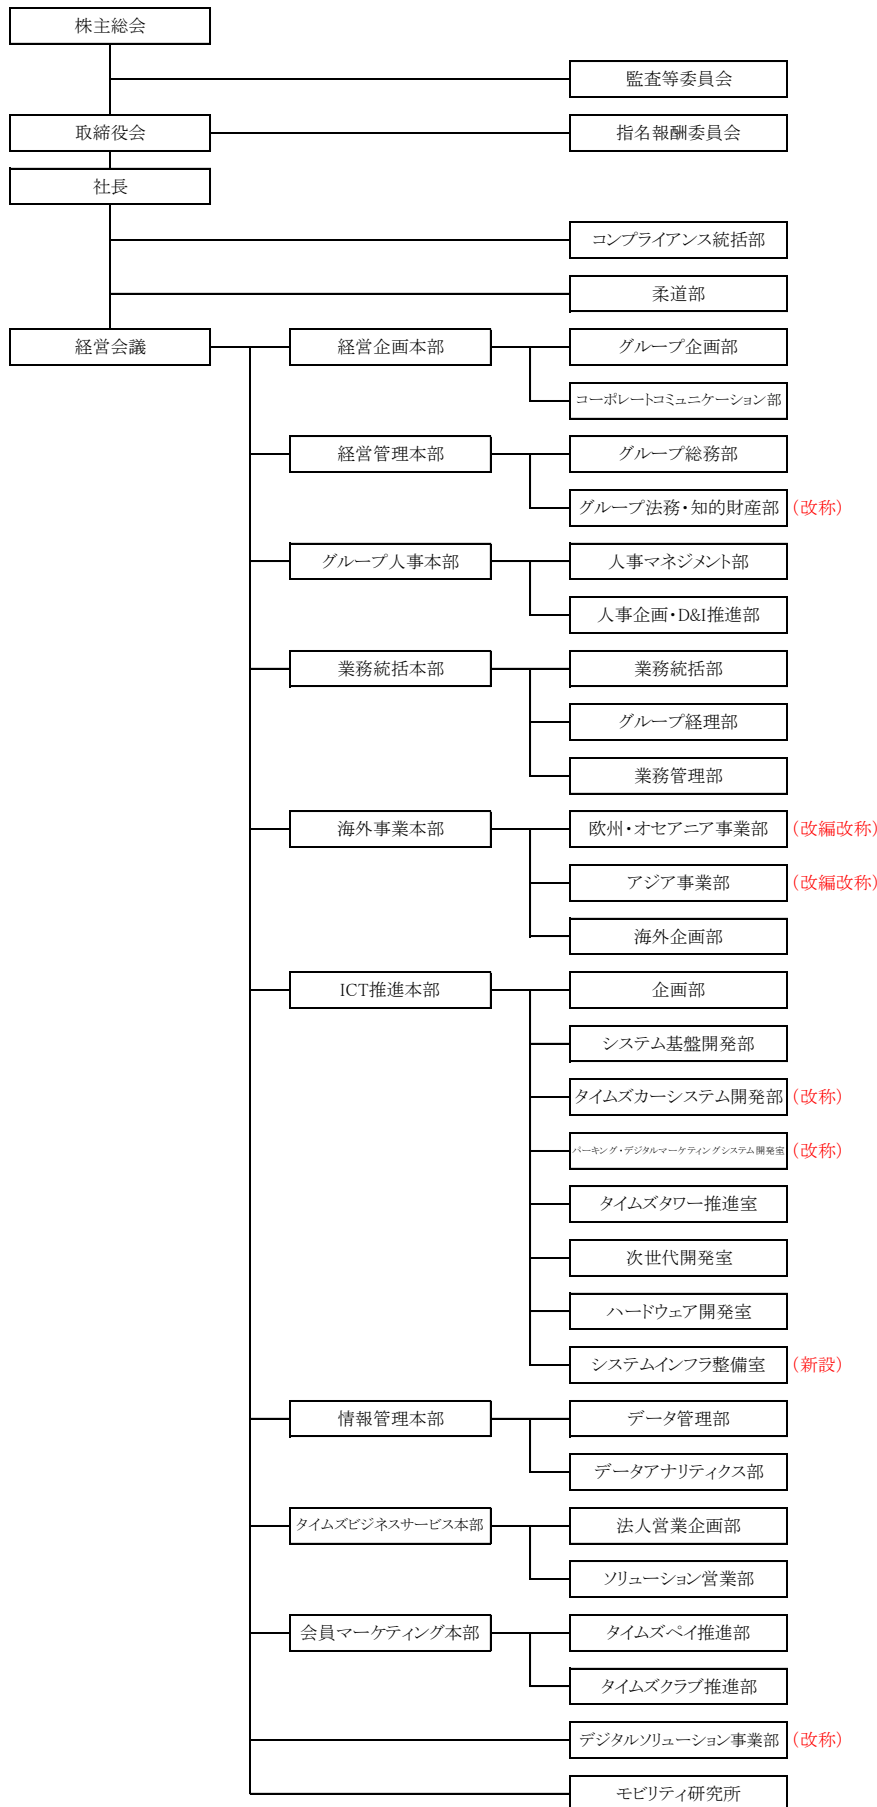 株主総会
監査等委員会
取締役会
指名報酬委員会
社長
コンプライアンス統括部
柔道部
経営会議
経営企画本部
グループ企画部
コーポレートコミュニケーション部
経営管理本部
グループ総務部
グループ法務・知的財産部 （改称）
グループ人事本部
人事マネジメント部
人事企画・D&I推進部
業務統括本部
業務統括部
グループ経理部
業務管理部
海外事業本部
欧州・オセアニア事業部 （改編改称）
アジア事業部 （改編改称）
海外企画部
ICT推進本部
企画部
システム基盤開発部
タイムズカーシステム開発部 （改称）
パーキング・デジタルマーケティングシステム開発室 （改称）
タイムズタワー推進室
次世代開発室
ハードウェア開発室
システムインフラ整備室 （新設）
情報管理本部
データ管理部
データアナリティクス部
タイムズビジネスサービス本部
法人営業企画部
ソリューション営業部
会員マーケティング本部
タイムズペイ推進部
タイムズクラブ推進部
デジタルソリューション事業部 （改称）
モビリティ研究所